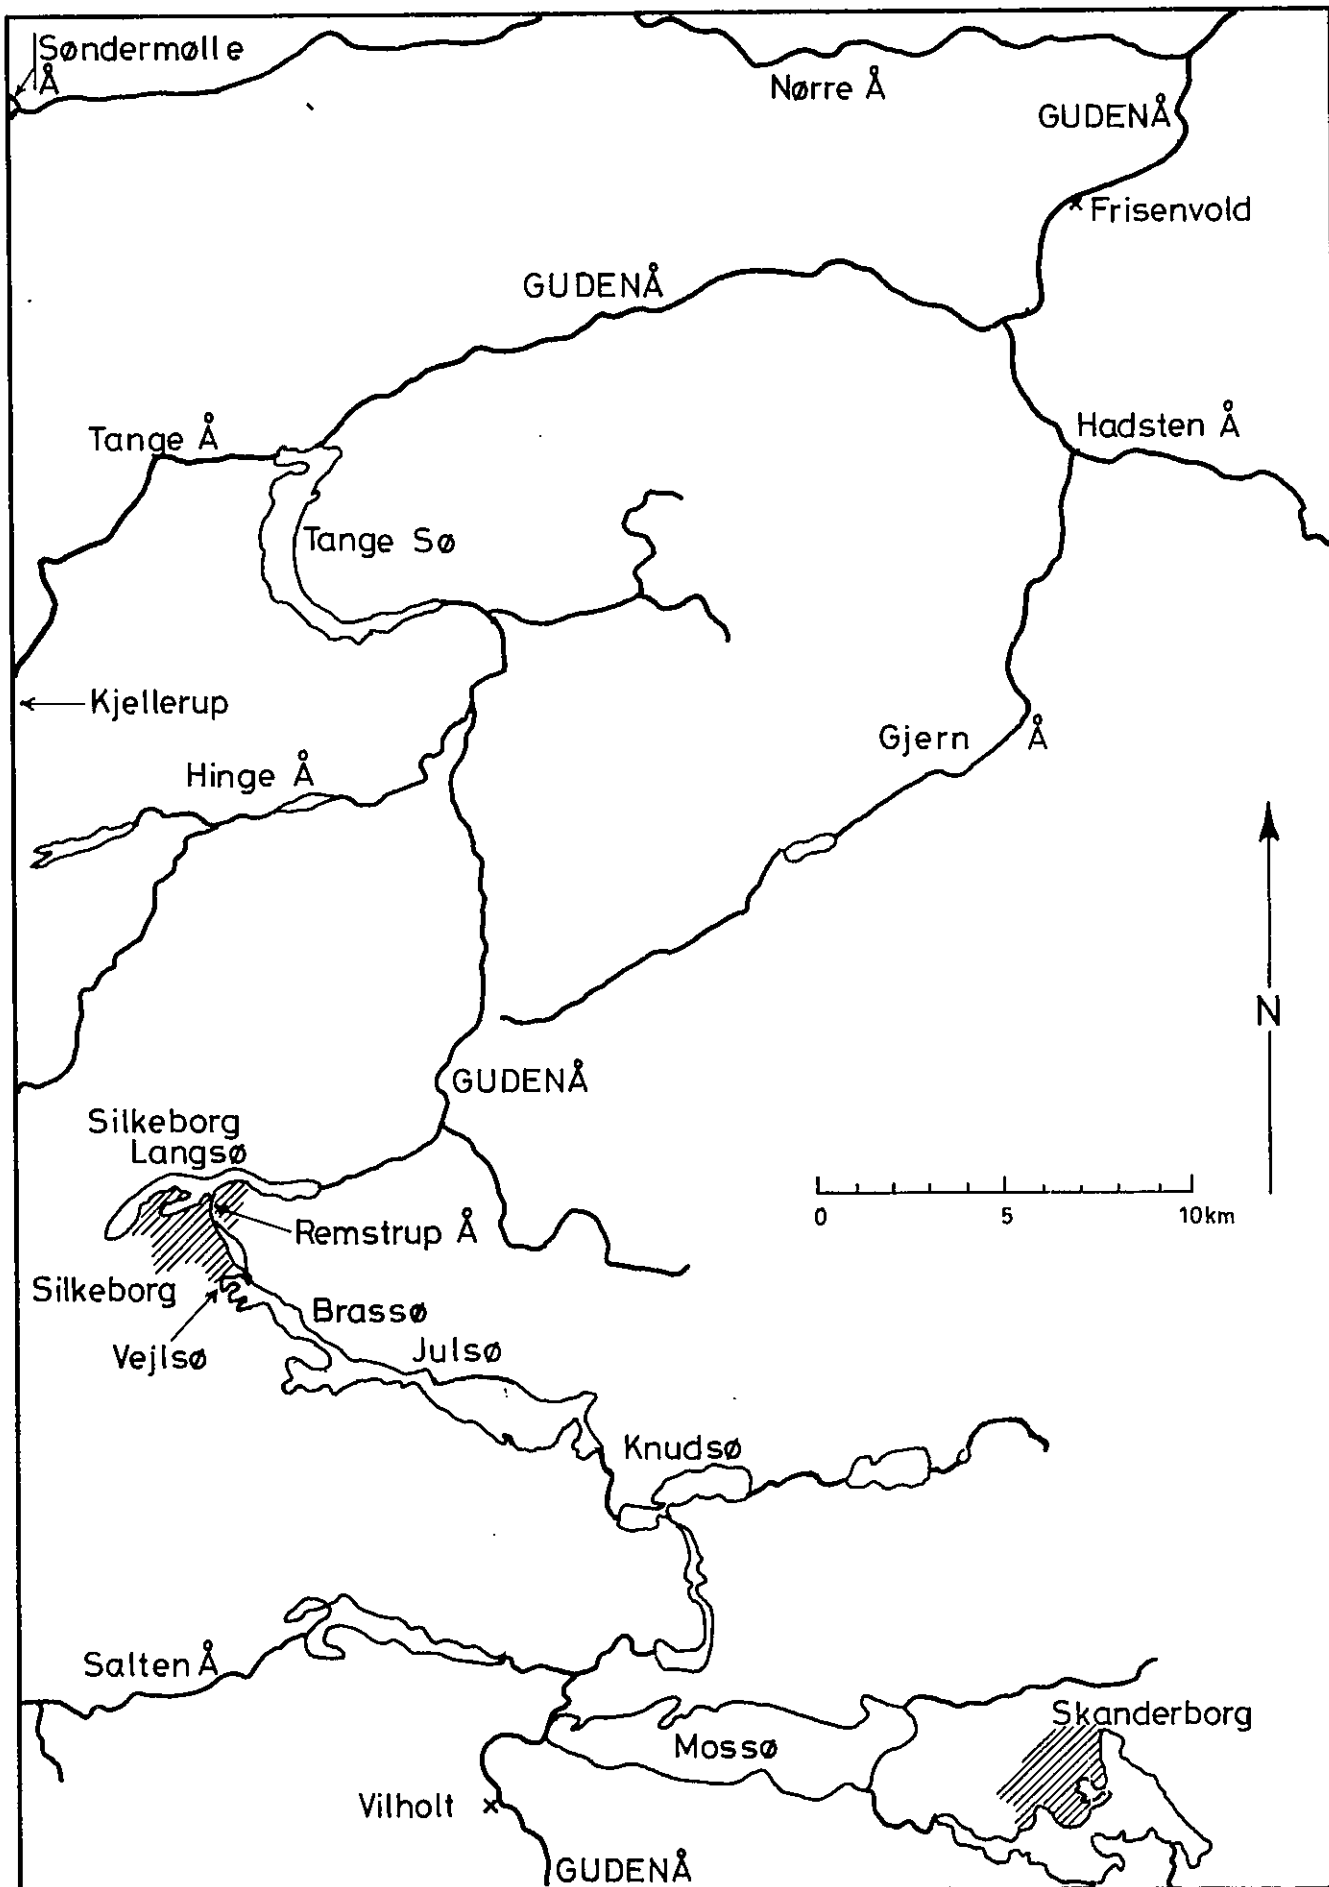 Søndermølle
Å
Nørre Å
GUDENÅ
Frisenvold
GUDENÅ
Tange Å
Hadsten Å
Tange Sø
Kjellerup
Gjern Å
Hinge Å
N
GUDENÅ
Silkeborg
Langsø
0 5 10km
Remstrup Å
Silkeborg
Brassø
Vejlsø
Julsø
Knudsø
Salten Å
Skanderborg
Mossø
Vilholt
GUDENÅ